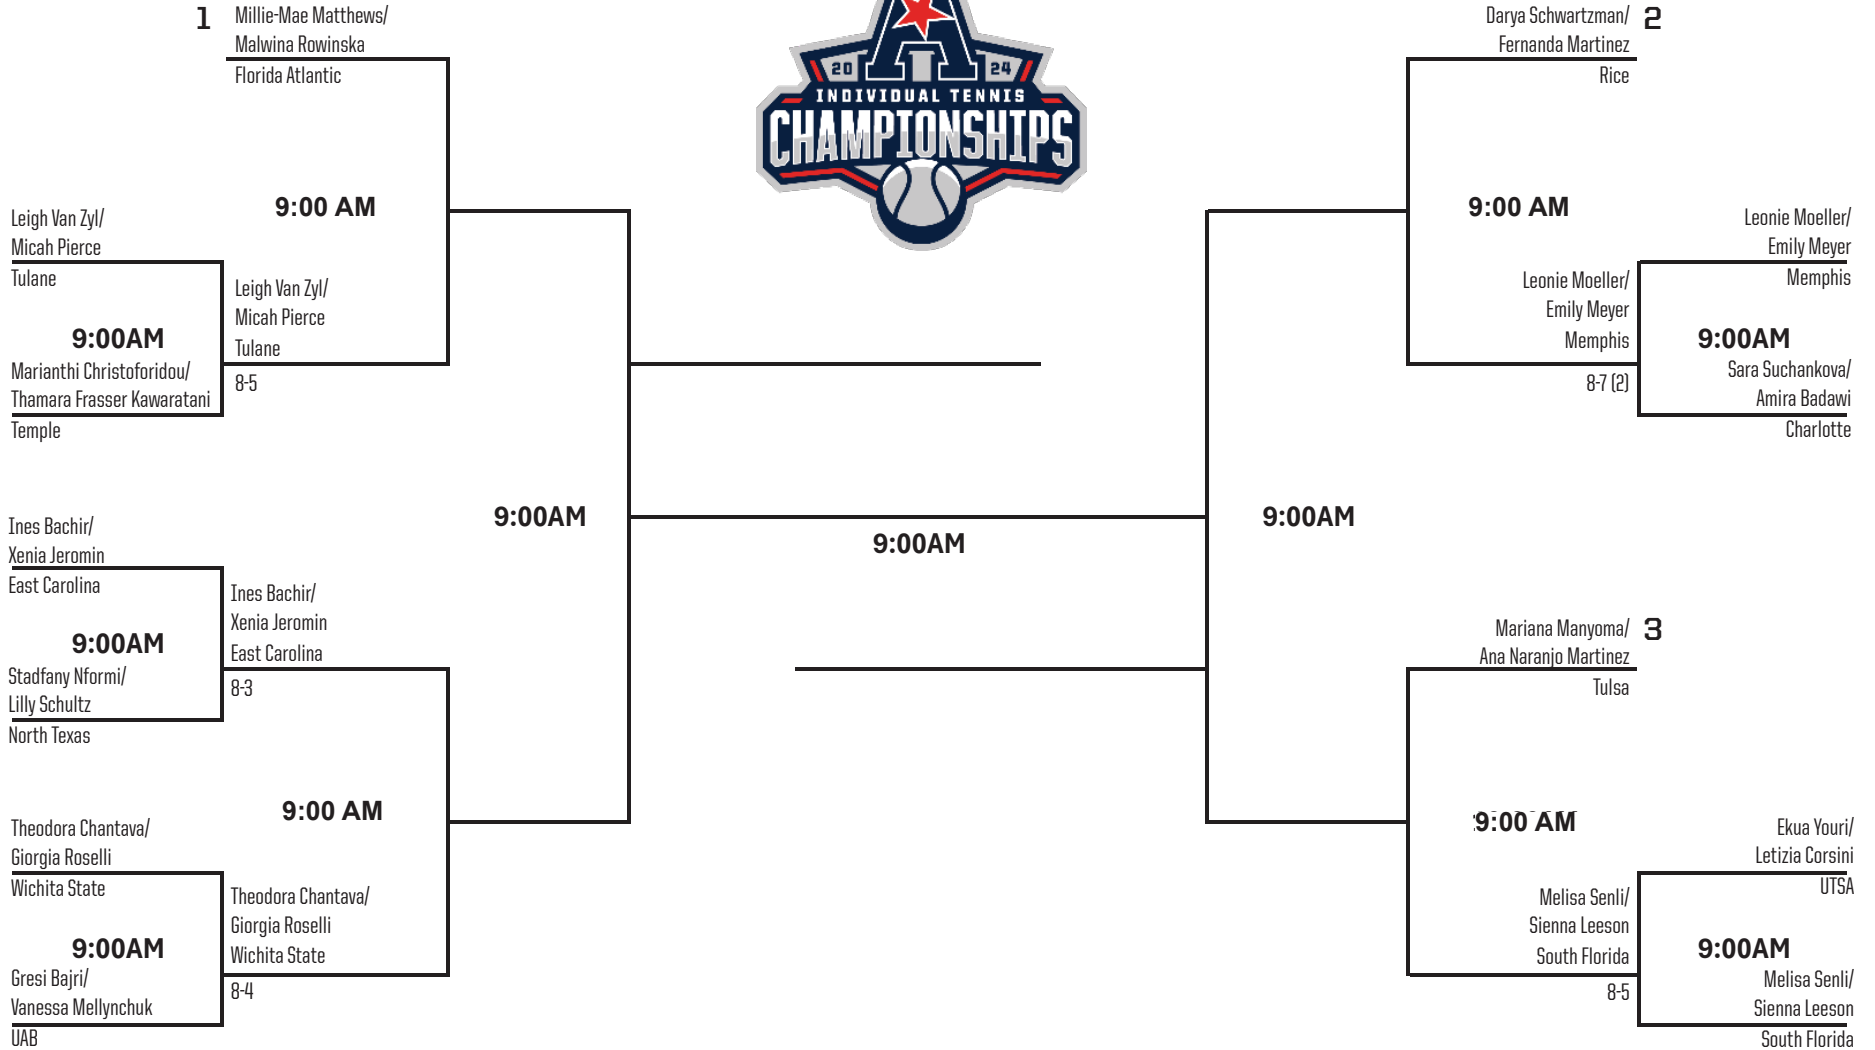 1
Millie-Mae Matthews/
Malwina Rowinska
Florida Atlantic
9:00 AM
Leigh Van Zyl/
Micah Pierce
Tulane
9:00AM
Marianthi Christoforidou/
Thamara Frasser Kawaratani
Temple
Leigh Van Zyl/
Micah Pierce
Tulane
8-5
Ines Bachir/
Xenia Jeromin
East Carolina
9:00AM
Stadfany Nformi/
Lilly Schultz
North Texas
Ines Bachir/
Xenia Jeromin
East Carolina
8-3
9:00 AM
Theodora Chantava/
Giorgia Roselli
Wichita State
9:00AM
Gresi Bajri/
Vanessa Mellynchuk
UAB
Theodora Chantava/
Giorgia Roselli
Wichita State
8-4
9:00AM
A
20 24
INDIVIDUAL TENNIS
CHAMPIONSHIPS
9:00AM
9:00AM
Darya Schwartzman/
Fernanda Martinez
2
Rice
9:00 AM
Leonie Moeller/
Emily Meyer
Memphis
8-7 (2)
Leonie Moeller/
Emily Meyer
Memphis
9:00AM
Sara Suchankova/
Amira Badawi
Charlotte
Mariana Manyoma/
Ana Naranjo Martinez
3
Tulsa
9:00 AM
Melisa Senli/
Sienna Leeson
South Florida
8-5
Ekua Youri/
Letizia Corsini
UTSA
9:00AM
Melisa Senli/
Sienna Leeson
South Florida